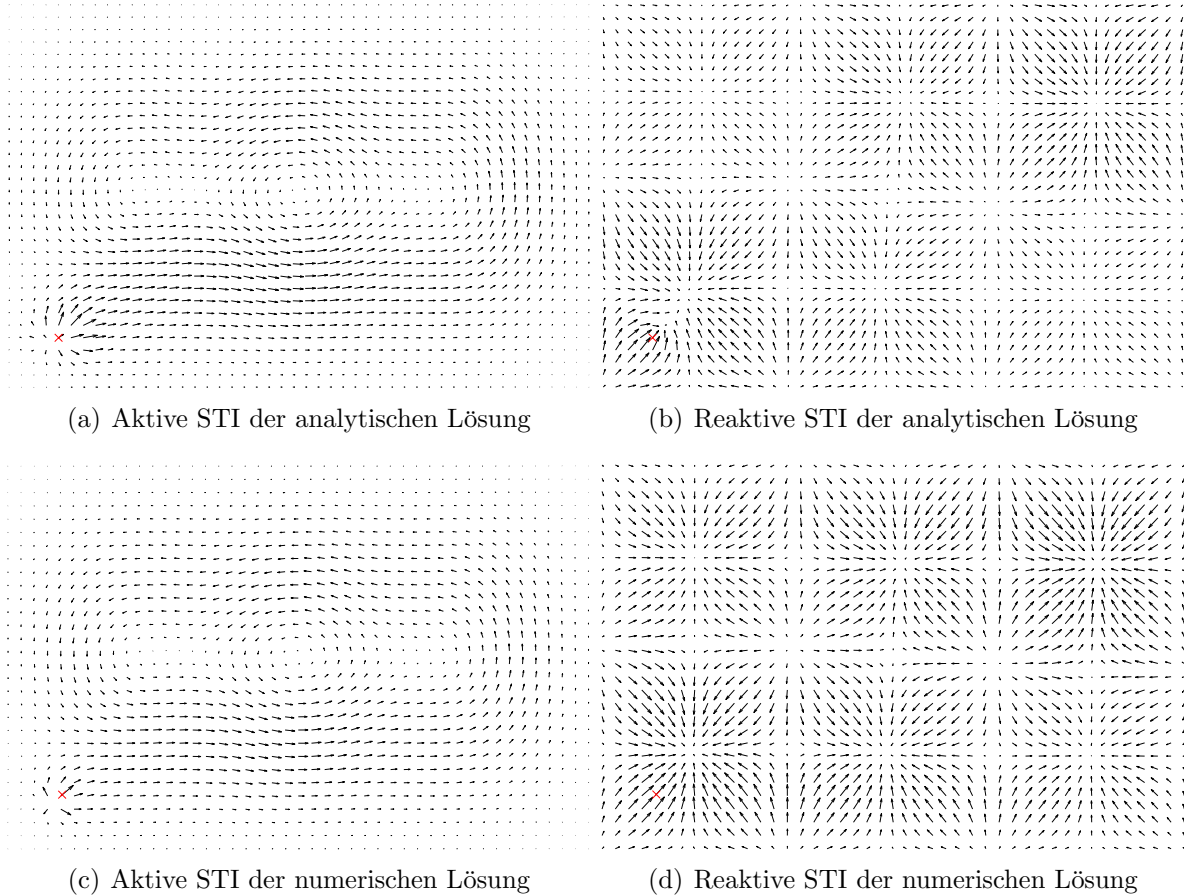 (a) Aktive STI der analytischen Lösung
(b) Reaktive STI der analytischen Lösung
(c) Aktive STI der numerischen Lösung
(d) Reaktive STI der numerischen Lösung